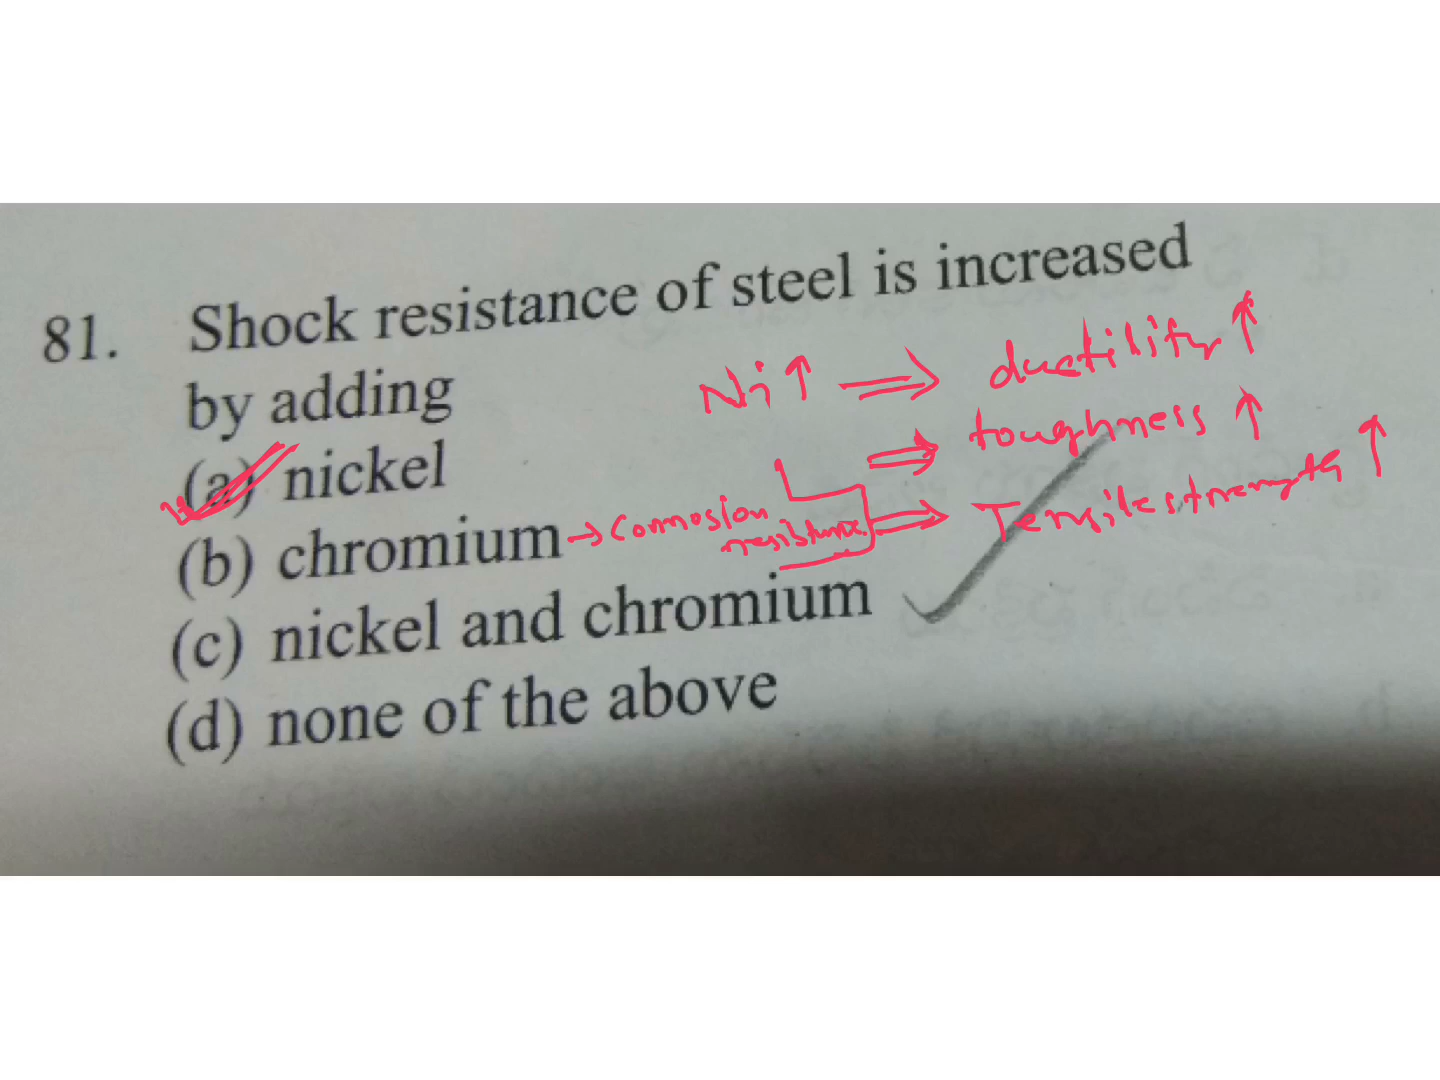 81. Shock resistance of steel is increased
by adding
(a) nickel
(b) chromium
(c) nickel and chromium
(d) none of the above
Ni ↑ ⇒ ductility ↑
⇒ toughness ↑
→ corrosion
resistance
⇒ Tensile strength ↑